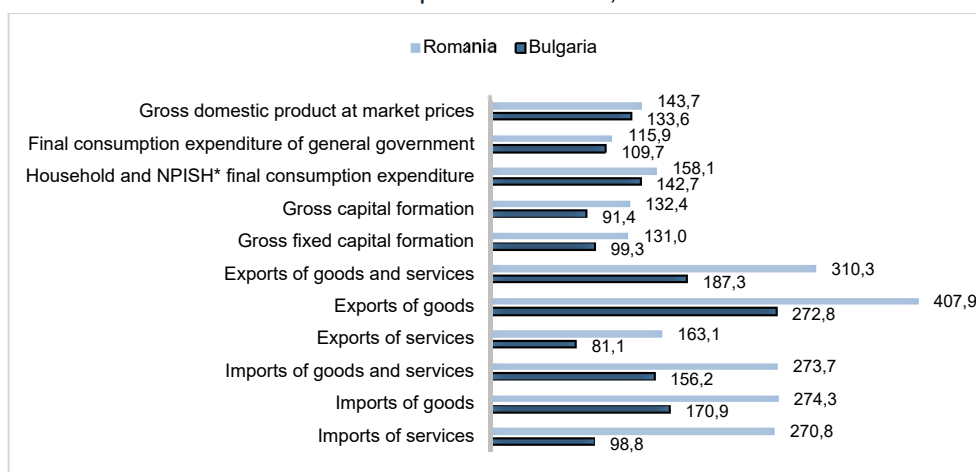 Romania Bulgaria
Gross domestic product at market prices 143,7
133,6
Final consumption expenditure of general government 115,9
109,7
Household and NPISH* final consumption expenditure 158,1
142,7
Gross capital formation 132,4
91,4
Gross fixed capital formation 131,0
99,3
Exports of goods and services 310,3
187,3
Exports of goods 407,9
272,8
Exports of services 163,1
81,1
Imports of goods and services 273,7
156,2
Imports of goods 274,3
170,9
Imports of services 270,8
98,8